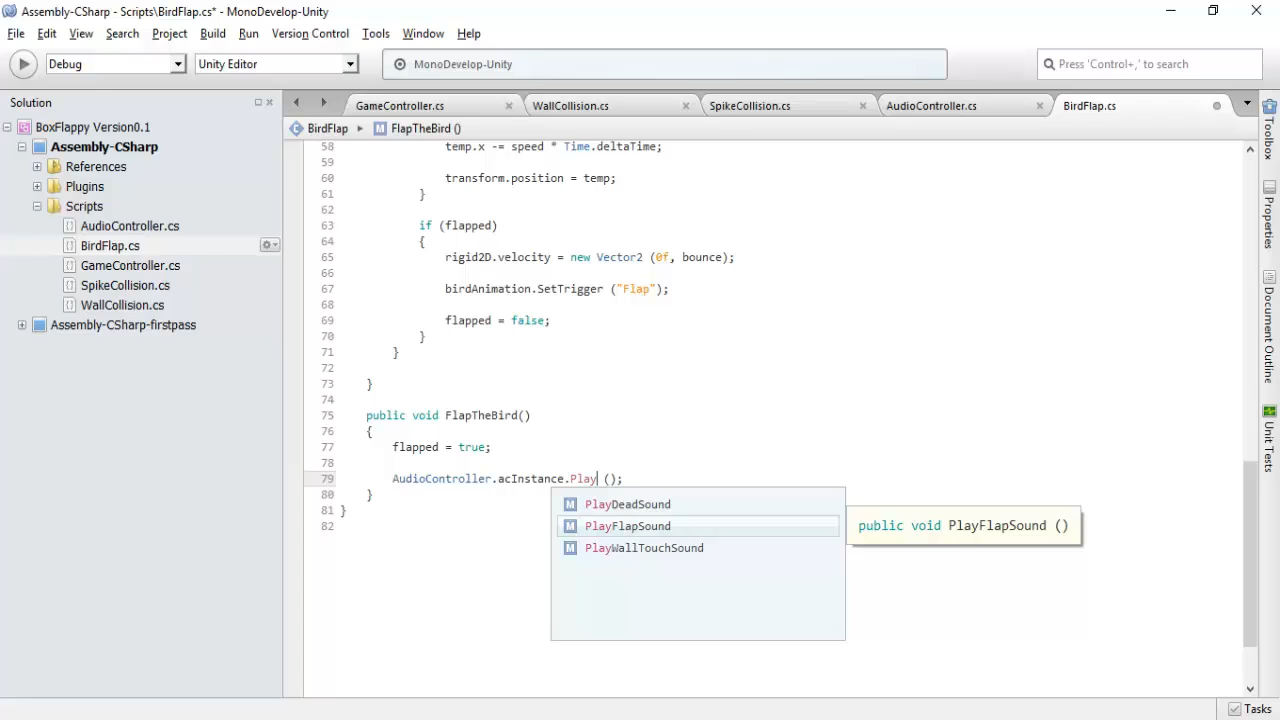 Assembly-CSharp - Scripts\BirdFlap.cs* - MonoDevelop-Unity
File Edit View Search Project Build Run Version Control Tools Window Help
Debug Unity Editor MonoDevelop-Unity Press 'Control+,' to search
Solution
BoxFlappy Version0.1
Assembly-CSharp
References
Plugins
Scripts
AudioController.cs
BirdFlap.cs
GameController.cs
SpikeCollision.cs
WallCollision.cs
Assembly-CSharp-firstpass
GameController.cs WallCollision.cs SpikeCollision.cs AudioController.cs BirdFlap.cs
BirdFlap FlapTheBird ()
58 temp.x -= speed * Time.deltaTime;
59
60 transform.position = temp;
61 }
62
63 if (flapped)
64 {
65 rigid2D.velocity = new Vector2 (0f, bounce);
66
67 birdAnimation.SetTrigger ("Flap");
68
69 flapped = false;
70 }
71 }
72
73 }
74
75 public void FlapTheBird()
76 {
77 flapped = true;
78
79 AudioController.acInstance.Play ();
80 }
81 }
82
PlayDeadSound
PlayFlapSound
PlayWallTouchSound
public void PlayFlapSound ()
Toolbox
Properties
Document Outline
Unit Tests
Tasks